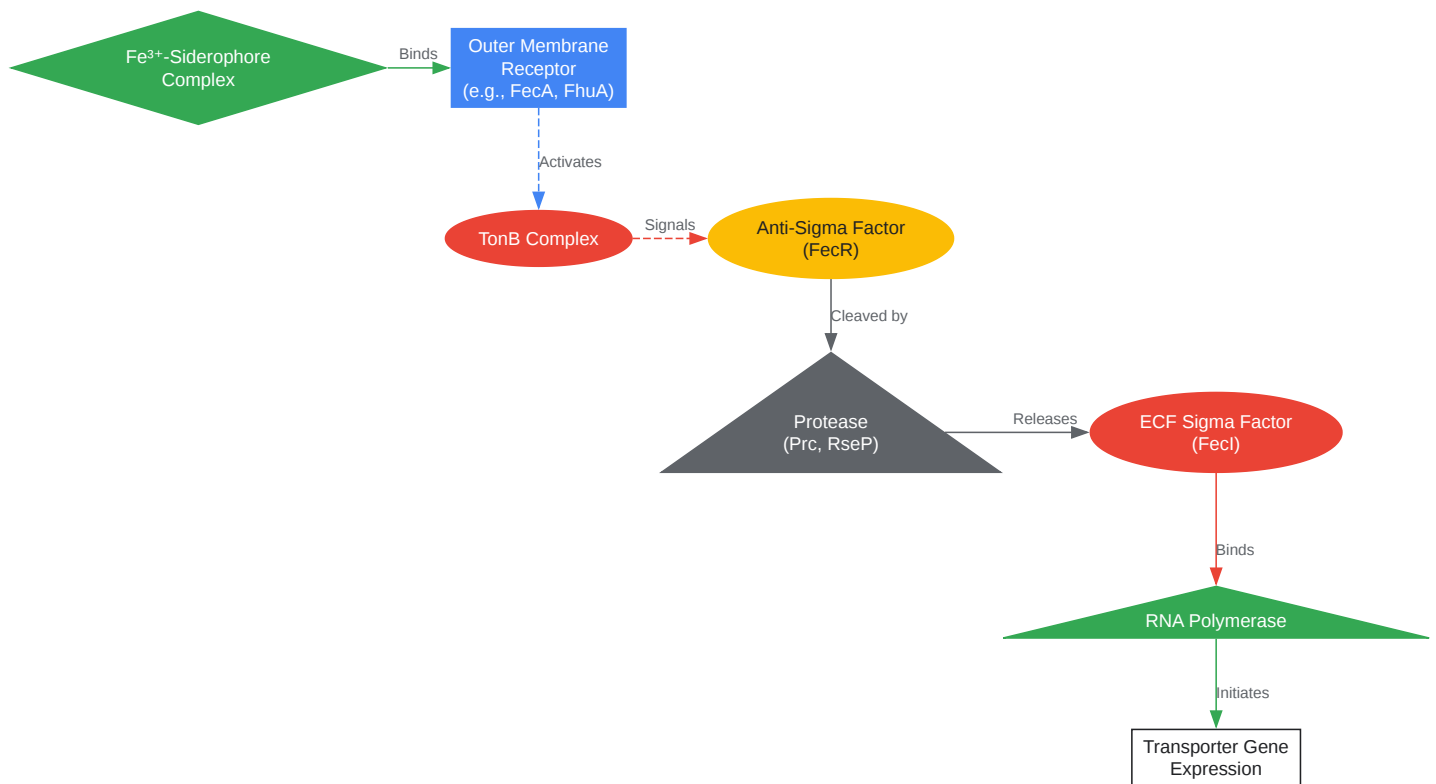 Fe³⁺-Siderophore
Complex
Binds
Outer Membrane
Receptor
(e.g., FecA, FhuA)
Activates
TonB Complex
Signals
Anti-Sigma Factor
(FecR)
Cleaved by
Protease
(Prc, RseP)
Releases
ECF Sigma Factor
(FecI)
Binds
RNA Polymerase
Initiates
Transporter Gene
Expression